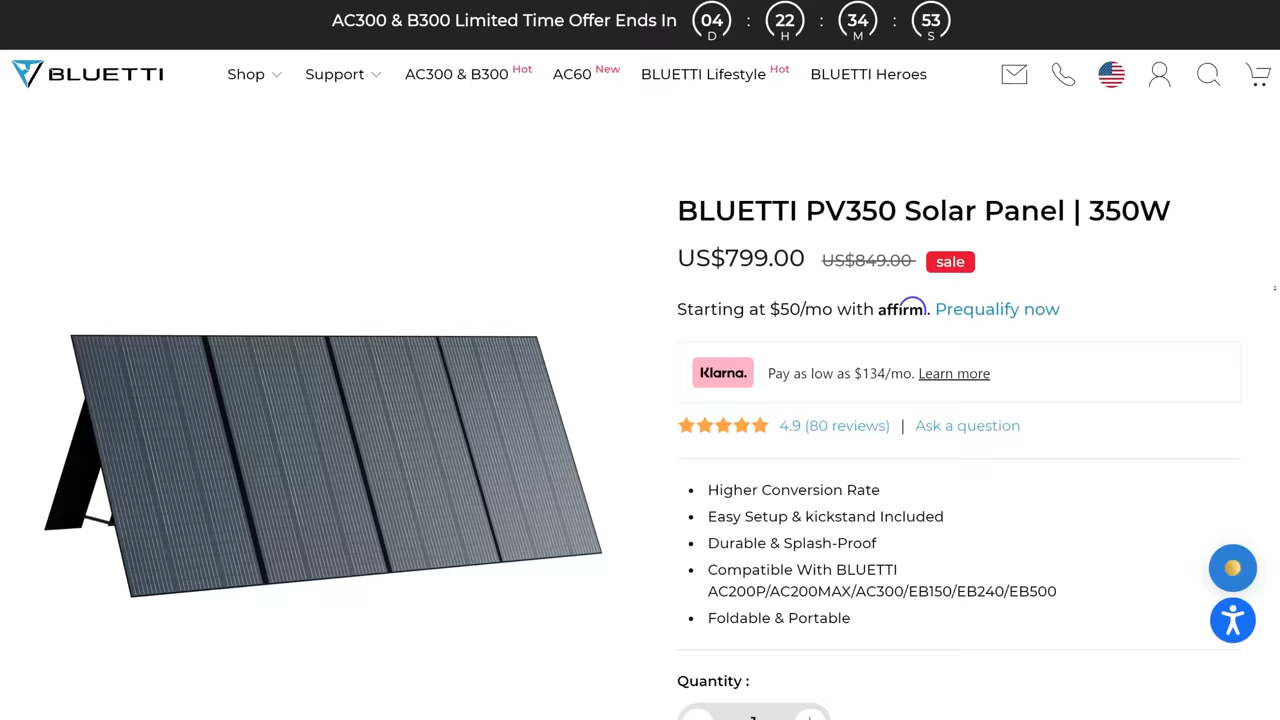 AC300 & B300 Limited Time Offer Ends In 04 D : 22 H : 34 M : 53 S
BLUETTI Shop Support AC300 & B300 Hot AC60 New BLUETTI Lifestyle Hot BLUETTI Heroes
BLUETTI PV350 Solar Panel | 350W
US$799.00 US$849.00 sale
Starting at $50/mo with affirm. Prequalify now
Klarna. Pay as low as $134/mo. Learn more
4.9 (80 reviews) | Ask a question
• Higher Conversion Rate
• Easy Setup & kickstand Included
• Durable & Splash-Proof
• Compatible With BLUETTI
AC200P/AC200MAX/AC300/EB150/EB240/EB500
• Foldable & Portable
Quantity :